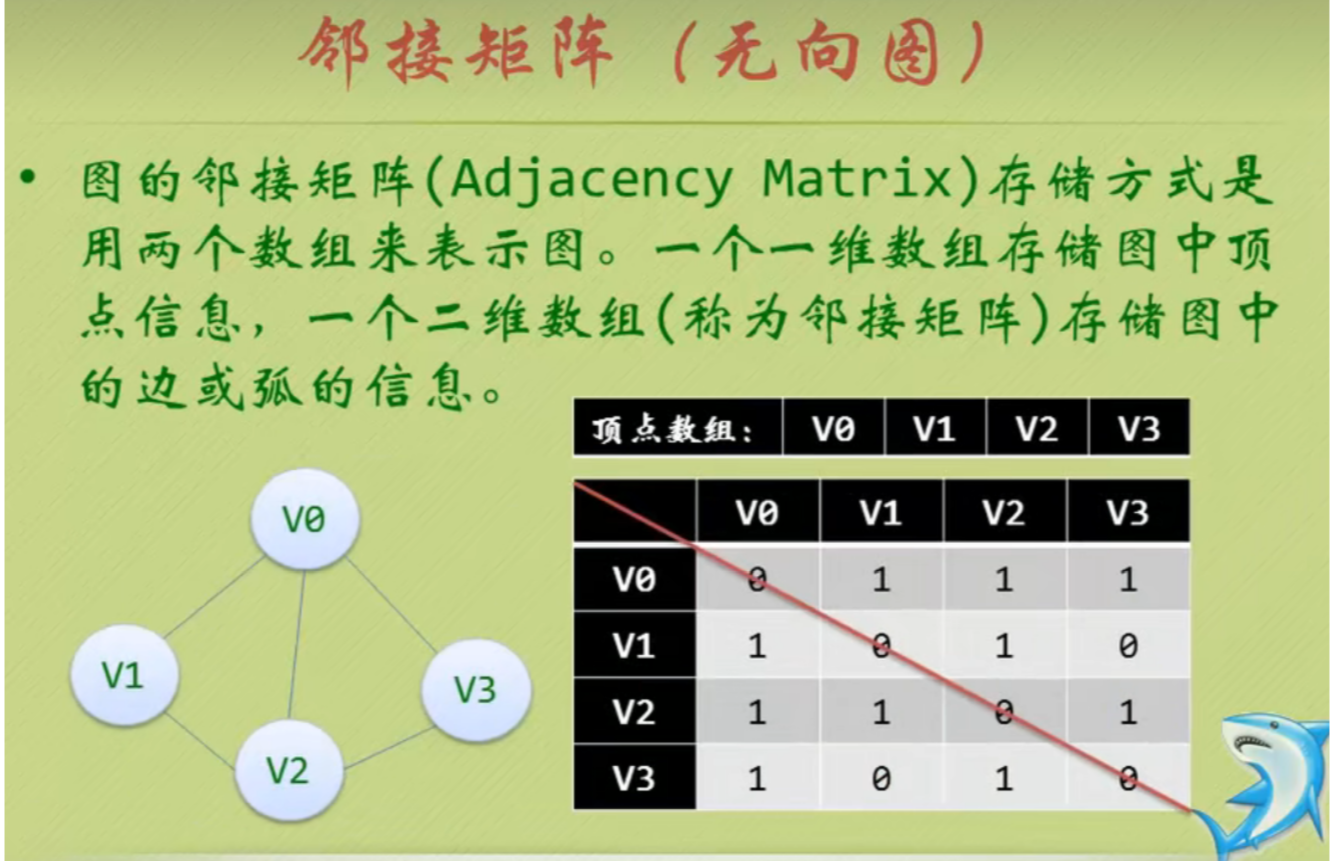 邻接矩阵（无向图）
• 图的邻接矩阵(Adjacency Matrix)存储方式是
用两个数组来表示图。一个一维数组存储图中顶
点信息，一个二维数组(称为邻接矩阵)存储图中
的边或弧的信息。
顶点数组： V0 V1 V2 V3
V0 V1 V2 V3
V0 0 1 1 1
V1 1 0 1 0
V2 1 1 0 1
V3 1 0 1 0
V0
V1
V3
V2